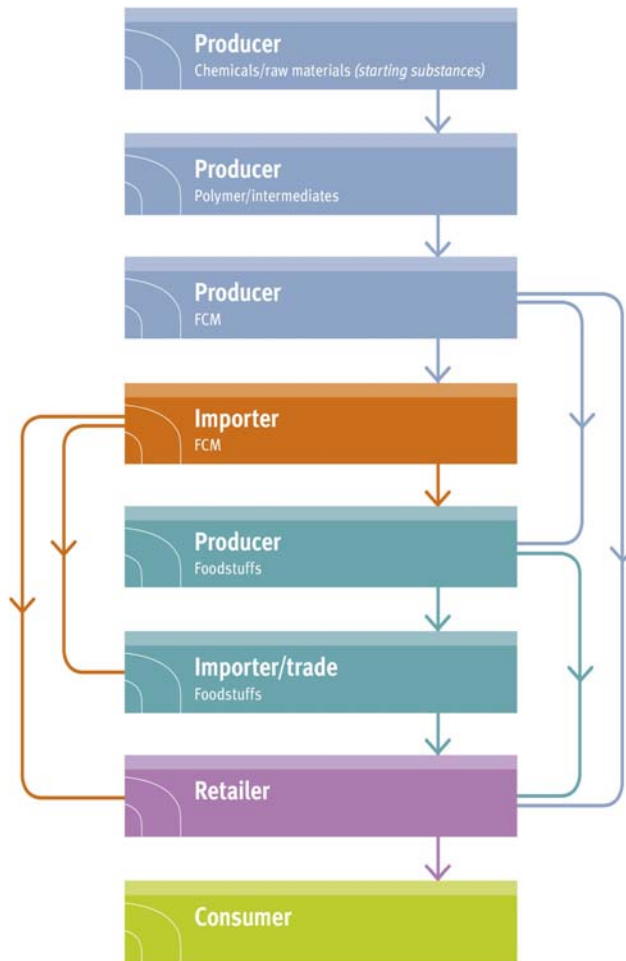 Producer
Chemicals/raw materials (starting substances)
Producer
Polymer/intermediates
Producer
FCM
Importer
FCM
Producer
Foodstuffs
Importer/trade
Foodstuffs
Retailer
Consumer